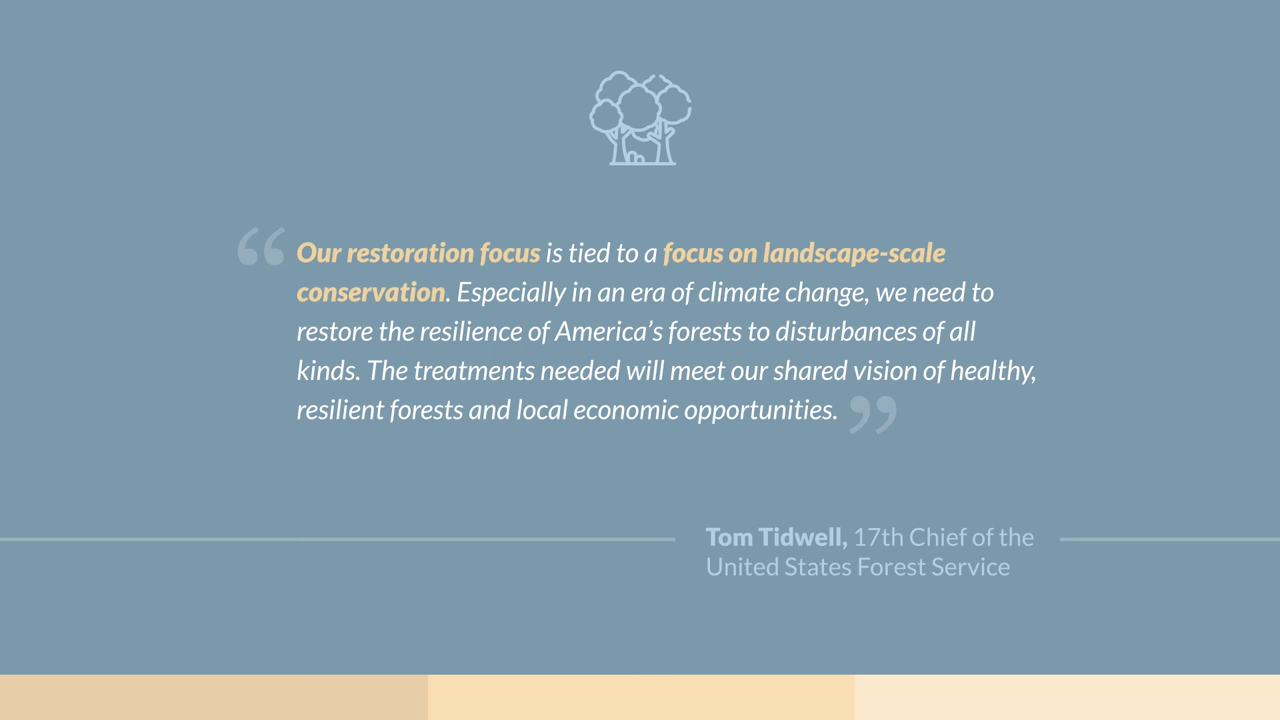 “Our restoration focus is tied to a focus on landscape-scale
conservation. Especially in an era of climate change, we need to
restore the resilience of America’s forests to disturbances of all
kinds. The treatments needed will meet our shared vision of healthy,
resilient forests and local economic opportunities.”
Tom Tidwell, 17th Chief of the
United States Forest Service